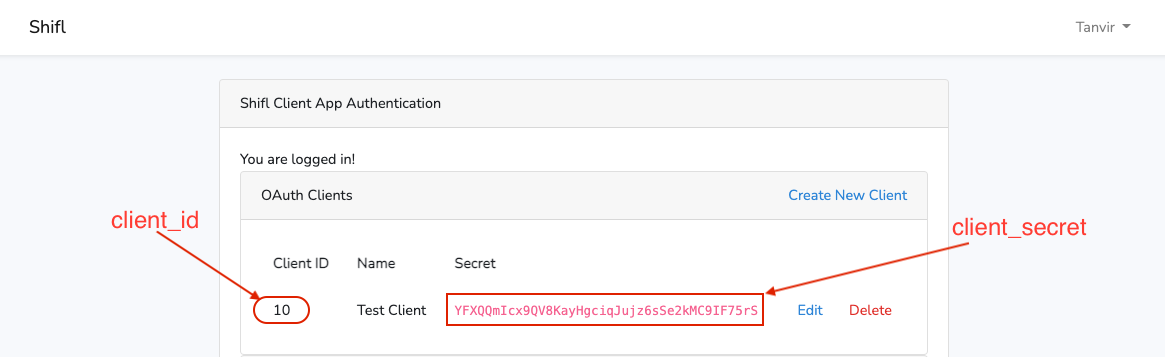 Shifl
Tanvir
Shifl Client App Authentication
You are logged in!
OAuth Clients Create New Client
client_id
client_secret
Client ID Name Secret
10 Test Client YFXQQmIcx9QV8KayHgciqJujz6sSe2kMC9IF75rS Edit Delete